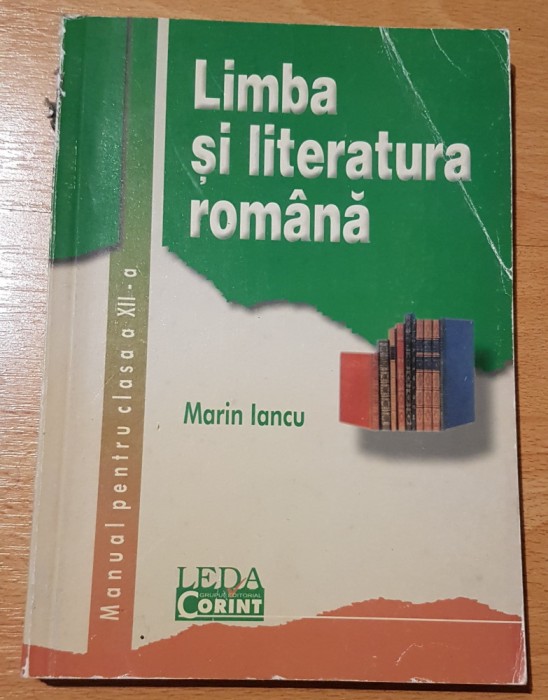 Limba
și literatura
română
Manual pentru clasa a XII-a
Marin Iancu
LEDA
GRUPUL EDITORIAL
CORINT